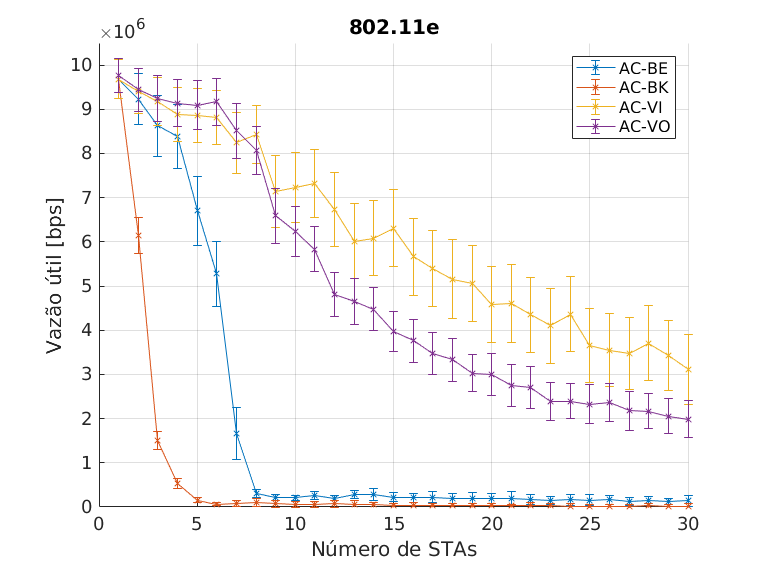 802.11e
×10^6
10
9
8
7
6
5
4
3
2
1
0
Vazão útil [bps]
AC-BE
AC-BK
AC-VI
AC-VO
0 5 10 15 20 25 30
Número de STAs